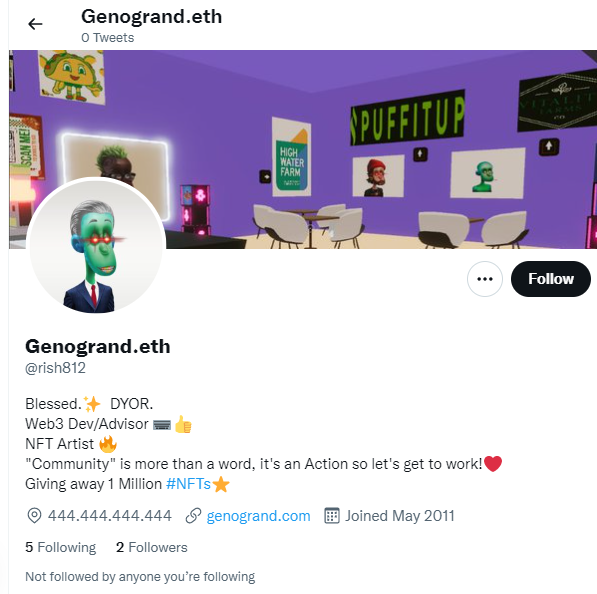 Genogrand.eth
0 Tweets
SCAN ME!
HIGH
WATER
FARM
PUFFITUP
Follow
Genogrand.eth
@rish812
Blessed.✨ DYOR.
Web3 Dev/Advisor ⌨️👍
NFT Artist 🔥
"Community" is more than a word, it's an Action so let's get to work!❤️
Giving away 1 Million #NFTs⭐
444.444.444.444 genogrand.com Joined May 2011
5 Following 2 Followers
Not followed by anyone you're following